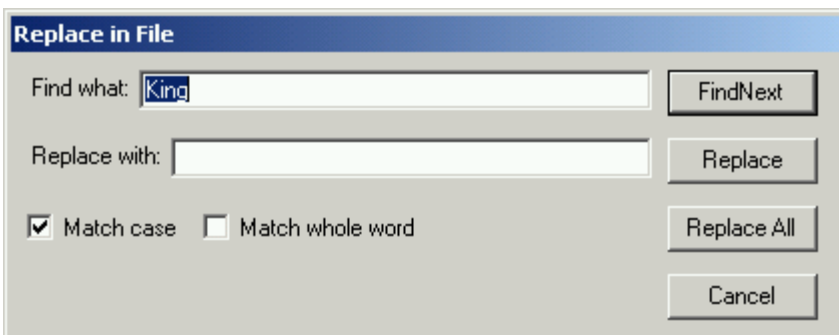 Replace in File
Find what: King
FindNext
Replace with:
Replace
Match case
Match whole word
Replace All
Cancel